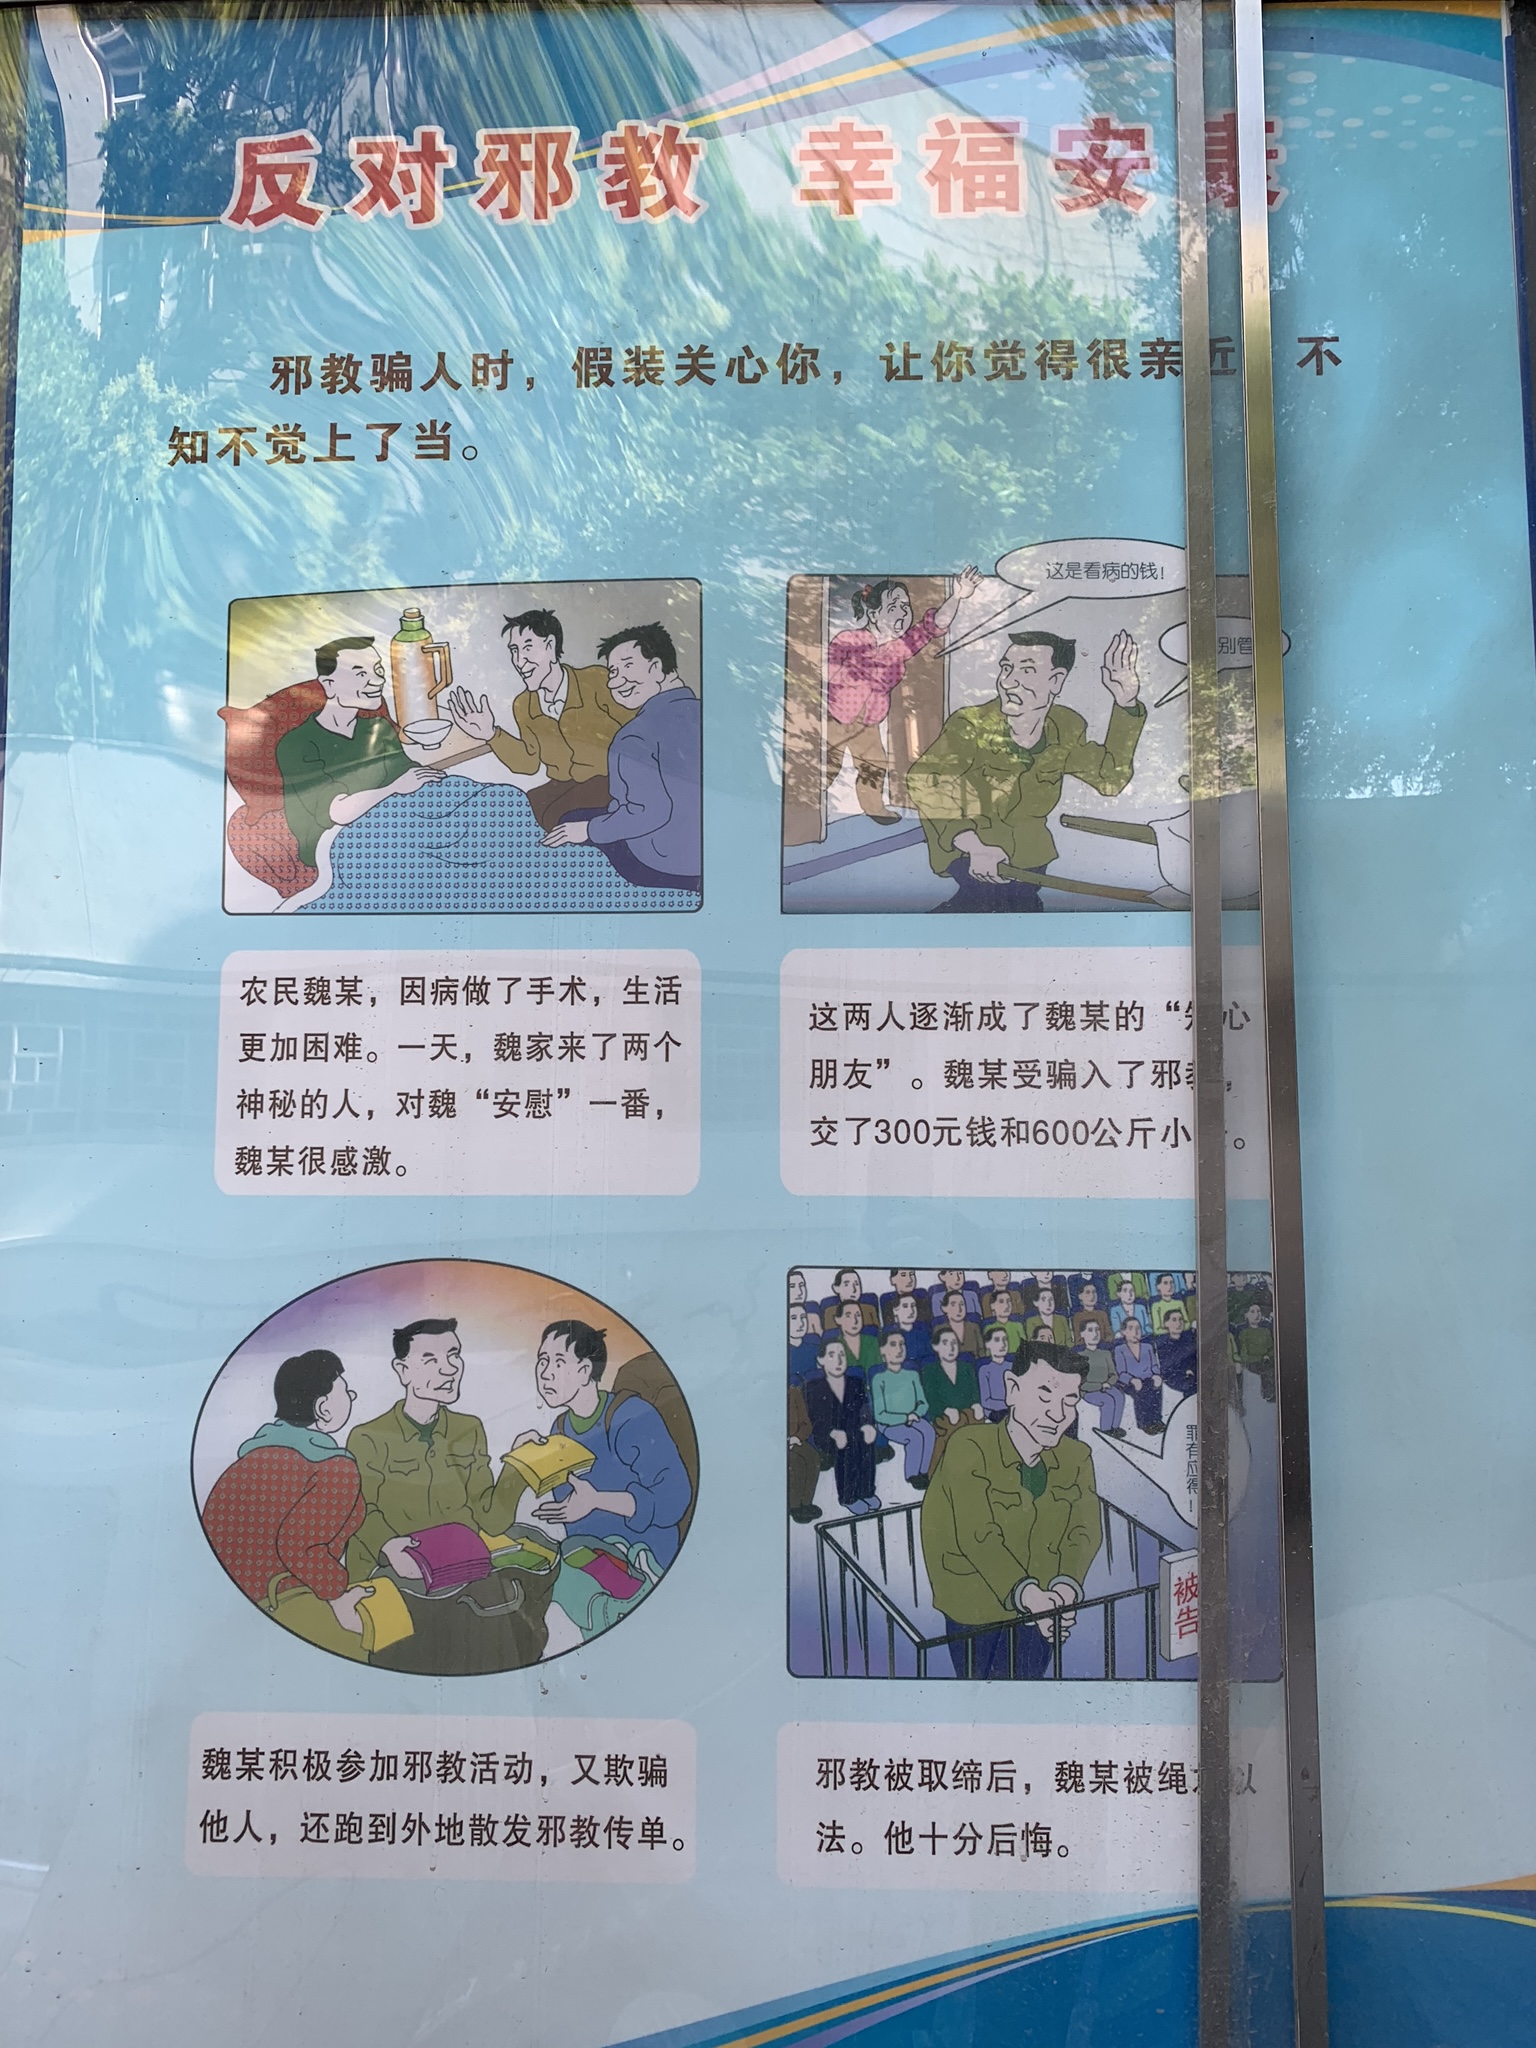 反对邪教 幸福安康
邪教骗人时，假装关心你，让你觉得很亲近 不
知不觉上了当。
这是看病的钱！
别管
农民魏某，因病做了手术，生活
更加困难。一天，魏家来了两个
神秘的人，对魏“安慰”一番，
魏某很感激。
这两人逐渐成了魏某的“知心
朋友”。魏某受骗入了邪教，
交了300元钱和600公斤小 。
罪有应得！
被告
魏某积极参加邪教活动，又欺骗
他人，还跑到外地散发邪教传单。
邪教被取缔后，魏某被绳之以
法。他十分后悔。